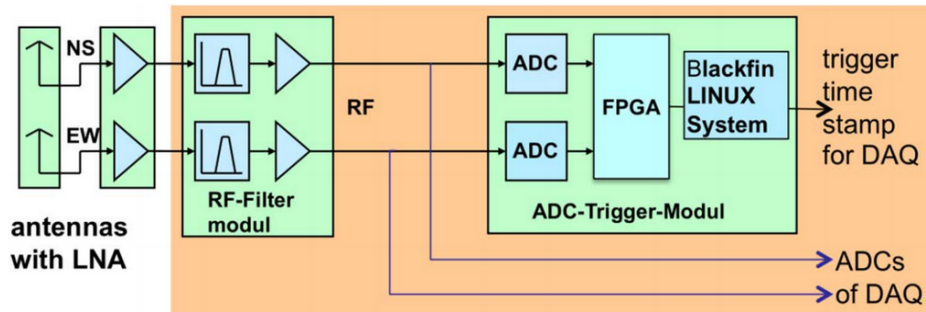 NS
EW
antennas
with LNA
RF-Filter
modul
RF
ADC
ADC
FPGA
Blackfin
LINUX
System
ADC-Trigger-Modul
trigger
time
stamp
for DAQ
ADCs
of DAQ